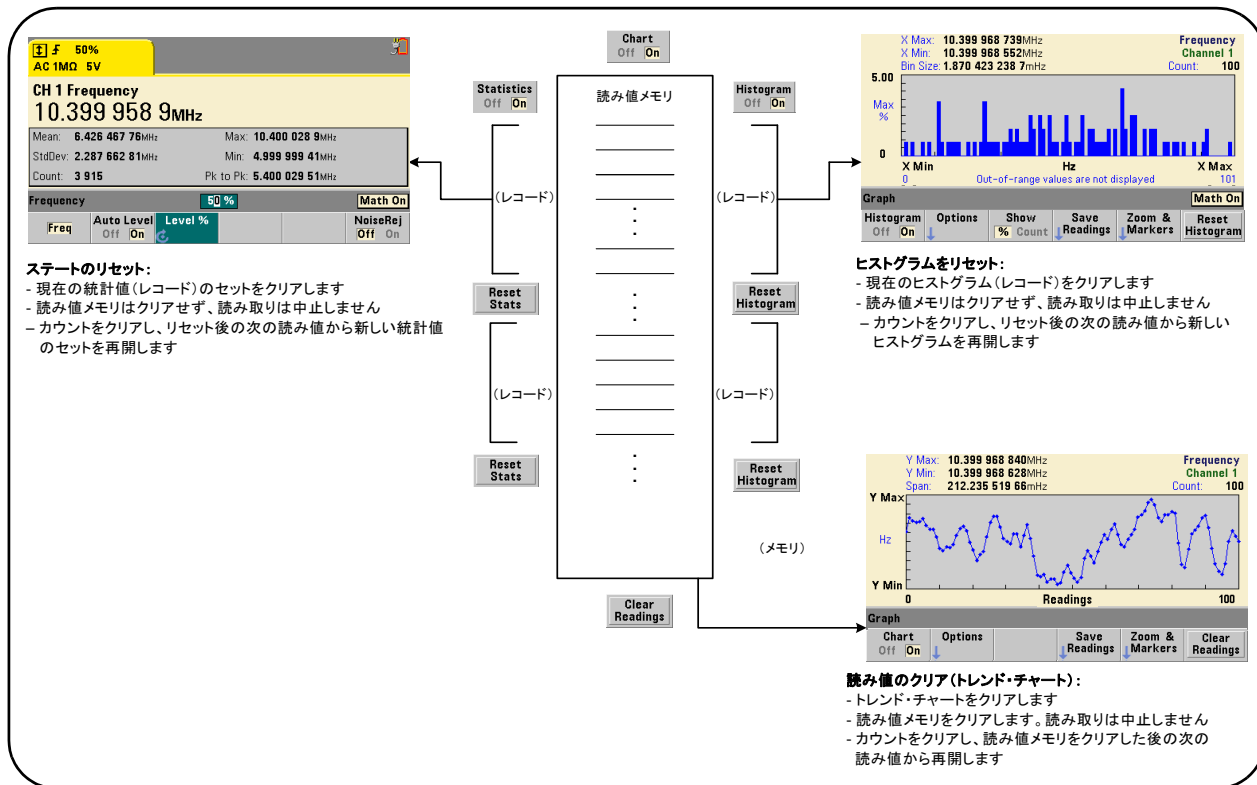 50%
AC 1MΩ 5V
CH 1 Frequency
10.399 958 9MHz
Mean: 6.426 467 76MHz Max: 10.400 028 9MHz
StdDev: 2.287 662 81MHz Min: 4.999 999 41MHz
Count: 3 915 Pk to Pk: 5.400 029 51MHz
Frequency 50 % Math On
Freq Auto Level Off On Level % NoiseRej Off On
ステートのリセット:
- 現在の統計値(レコード)のセットをクリアします
- 読み値メモリはクリアせず、読み取りは中止しません
– カウントをクリアし、リセット後の次の読み値から新しい統計値
のセットを再開します
Chart
Off On
Statistics
Off On
読み値メモリ
Histogram
Off On
(レコード)
(レコード)
Reset
Stats
Reset
Histogram
(レコード)
(レコード)
Reset
Stats
Reset
Histogram
(メモリ)
Clear
Readings
X Max: 10.399 968 739MHz Frequency
X Min: 10.399 968 552MHz Channel 1
Bin Size: 1.870 423 238 7mHz Count: 100
5.00
Max
%
0
X Min Hz X Max
0 Out-of-range values are not displayed 101
Graph Math On
Histogram Off On Options Show % Count Save Readings Zoom & Markers Reset Histogram
ヒストグラムをリセット:
- 現在のヒストグラム(レコード)をクリアします
- 読み値メモリはクリアせず、読み取りは中止しません
– カウントをクリアし、リセット後の次の読み値から新しい
ヒストグラムを再開します
Y Max: 10.399 968 840MHz Frequency
Y Min: 10.399 968 628MHz Channel 1
Span: 212.235 519 66mHz Count: 100
Y Max
Hz
Y Min
0 Readings 100
Graph
Chart Off On Options Save Readings Zoom & Markers Clear Readings
読み値のクリア(トレンド・チャート):
- トレンド・チャートをクリアします
- 読み値メモリをクリアします。読み取りは中止しません
- カウントをクリアし、読み値メモリをクリアした後の次の
読み値から再開します